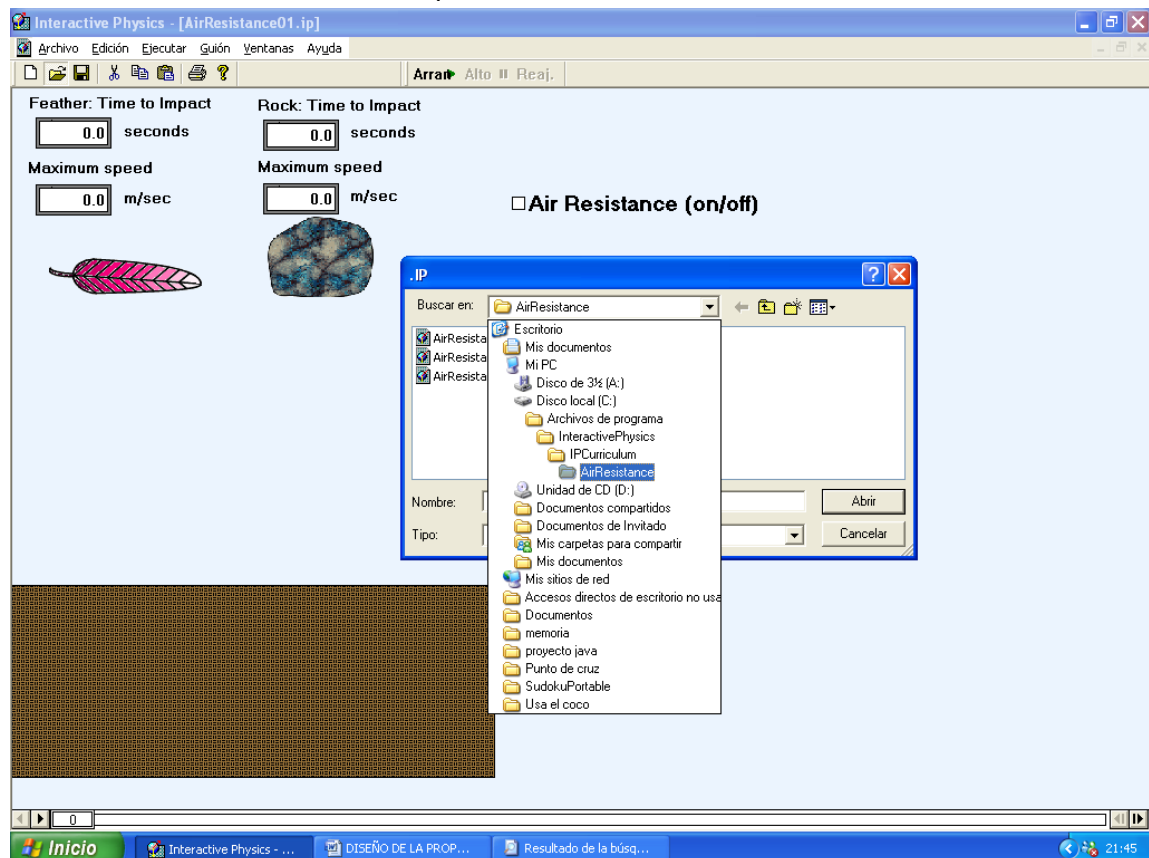 Interactive Physics - [AirResistance01.ip]
Archivo Edición Ejecutar Guión Ventanas Ayuda
Alto Reaj.
Feather: Time to Impact
Rock: Time to Impact
0.0 seconds
0.0 seconds
Maximum speed
Maximum speed
0.0 m/sec
0.0 m/sec
Air Resistance (on/off)
.IP
Buscar en: AirResistance
AirResista
AirResista
AirResista
Escritorio
Mis documentos
Mi PC
Disco de 3½ (A:)
Disco local (C:)
Archivos de programa
InteractivePhysics
IPCurriculum
AirResistance
Unidad de CD (D:)
Documentos compartidos
Documentos de Invitado
Mis carpetas para compartir
Mis documentos
Mis sitios de red
Accesos directos de escritorio no usa
Documentos
memoria
proyecto java
Punto de cruz
SudokuPortable
Usa el coco
Nombre:
Abrir
Tipo:
Cancelar
0
Inicio
Interactive Physics - ...
DISEÑO DE LA PROP...
Resultado de la búsq...
21:45